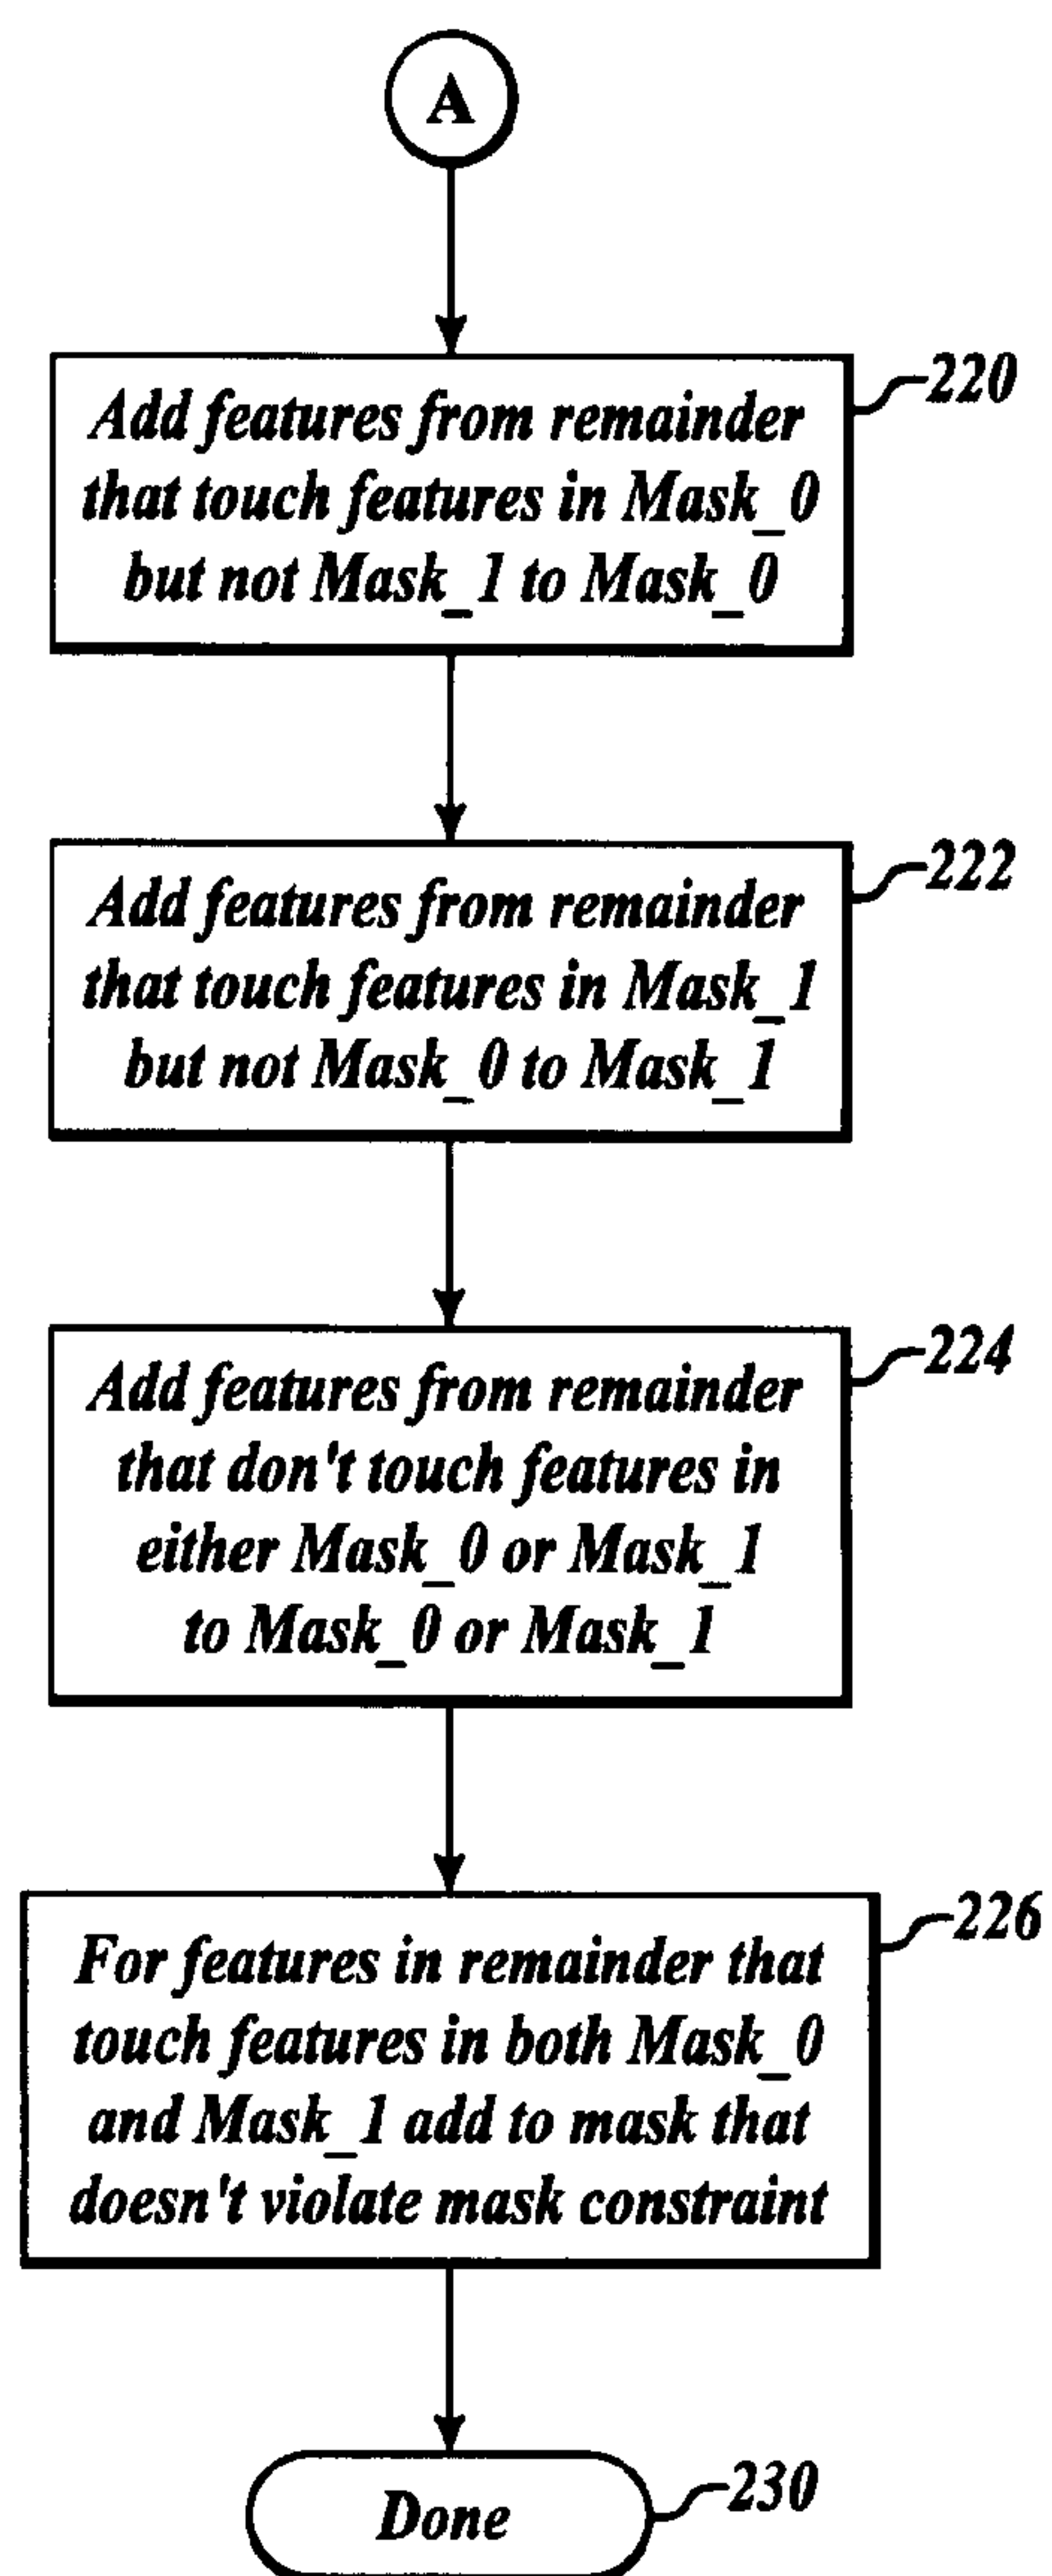 A
220
Add features from remainder
that touch features in Mask_0
but not Mask_1 to Mask_0
222
Add features from remainder
that touch features in Mask_1
but not Mask_0 to Mask_1
224
Add features from remainder
that don't touch features in
either Mask_0 or Mask_1
to Mask_0 or Mask_1
226
For features in remainder that
touch features in both Mask_0
and Mask_1 add to mask that
doesn't violate mask constraint
Done
230